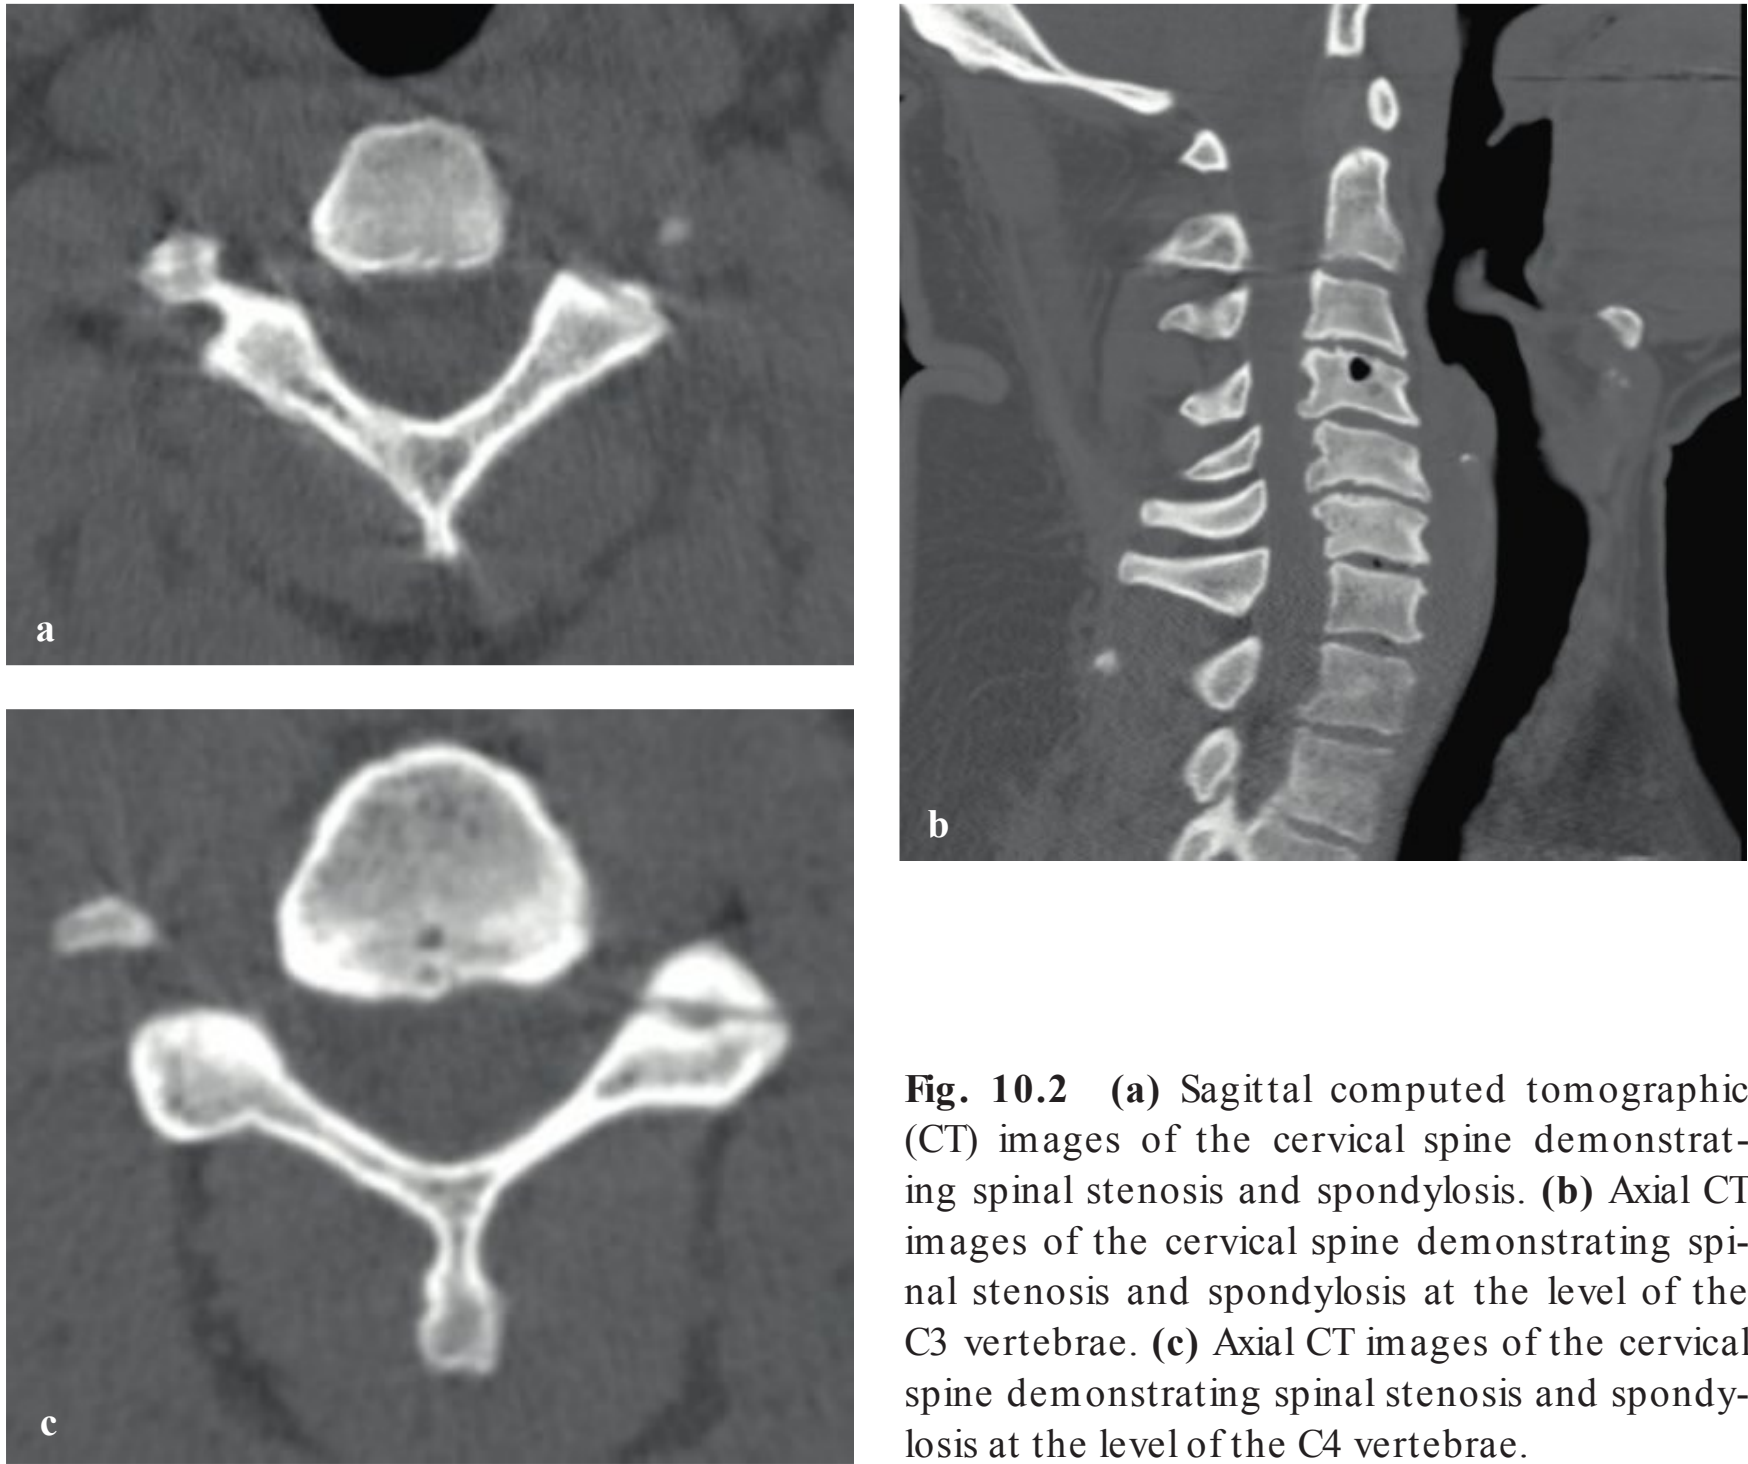 a
b
c
Fig. 10.2 (a) Sagittal computed tomographic
(CT) images of the cervical spine demonstrat-
ing spinal stenosis and spondylosis. (b) Axial CT
images of the cervical spine demonstrating spi-
nal stenosis and spondylosis at the level of the
C3 vertebrae. (c) Axial CT images of the cervical
spine demonstrating spinal stenosis and spondy-
losis at the level of the C4 vertebrae.